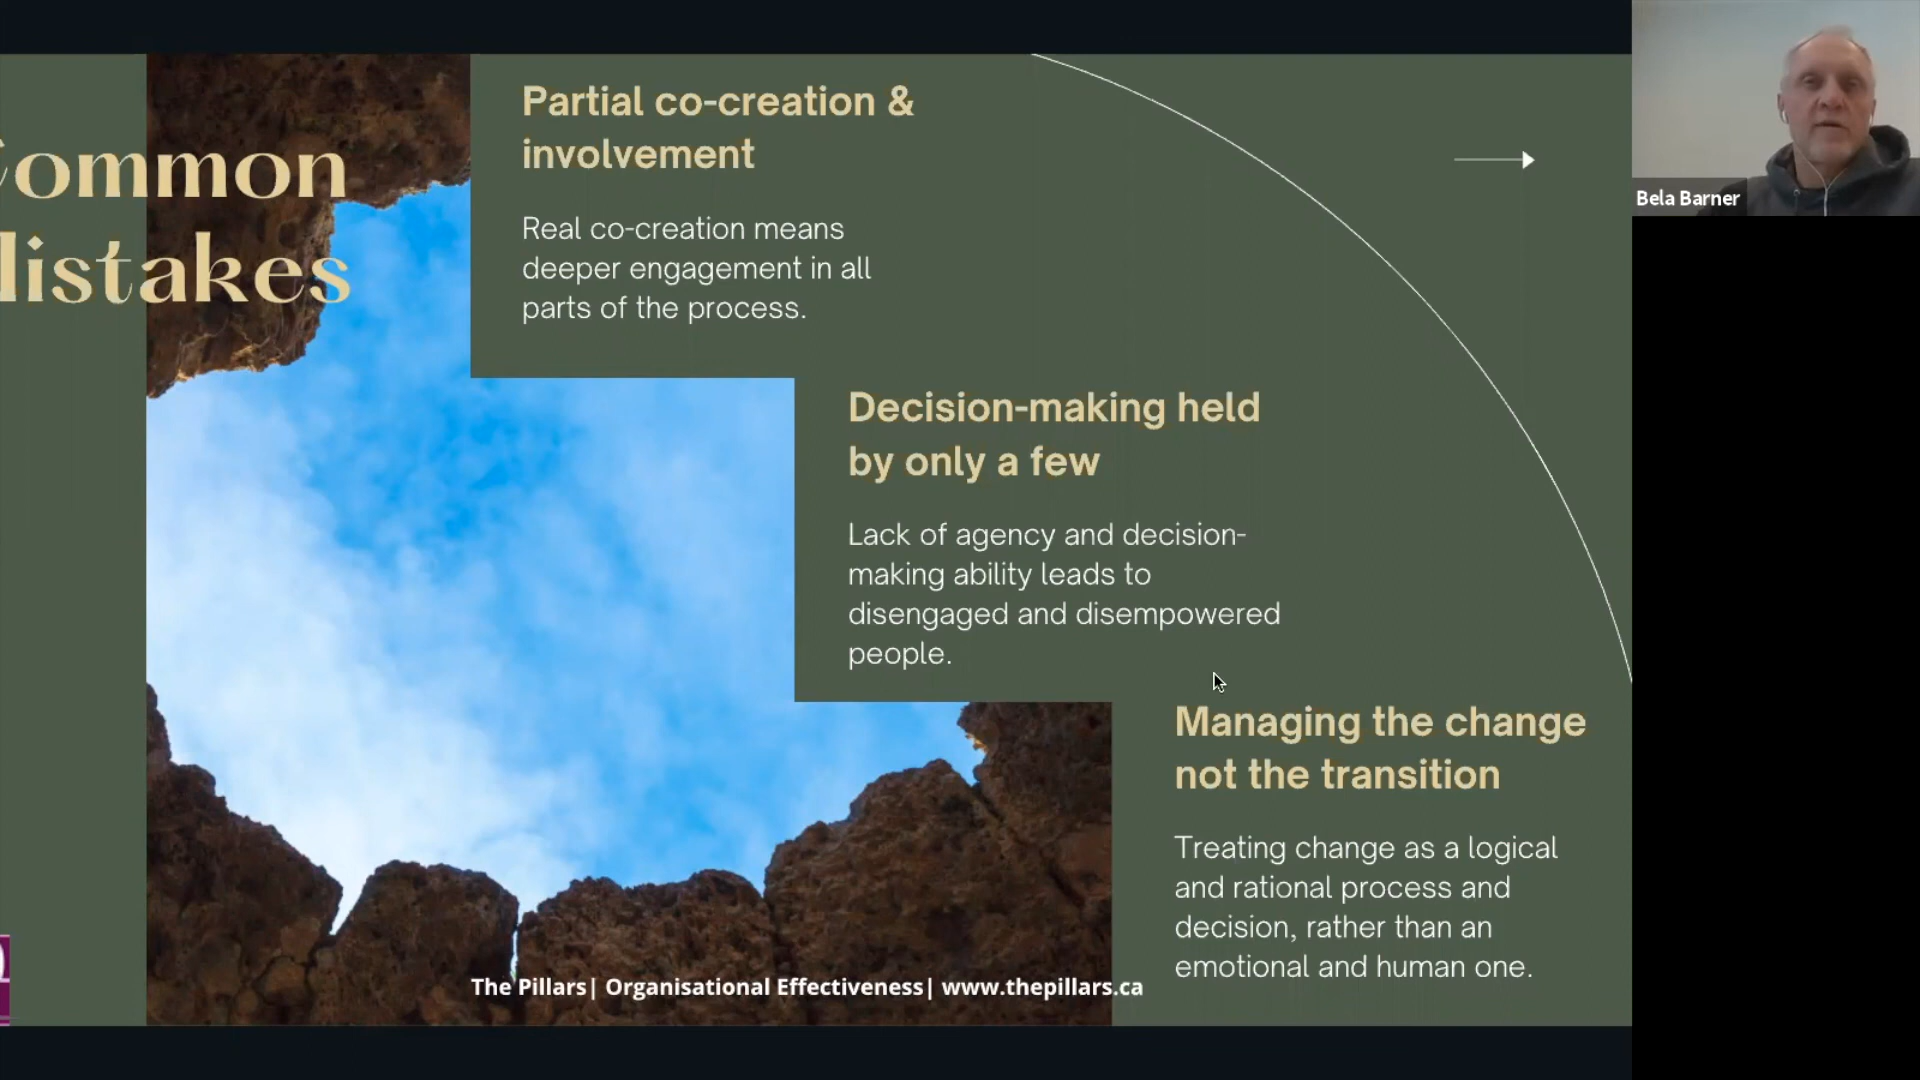 ommon
istakes
Partial co-creation &
involvement
Real co-creation means
deeper engagement in all
parts of the process.
Decision-making held
by only a few
Lack of agency and decision-
making ability leads to
disengaged and disempowered
people.
Managing the change
not the transition
Treating change as a logical
and rational process and
decision, rather than an
emotional and human one.
The Pillars| Organisational Effectiveness| www.thepillars.ca
Bela Barner